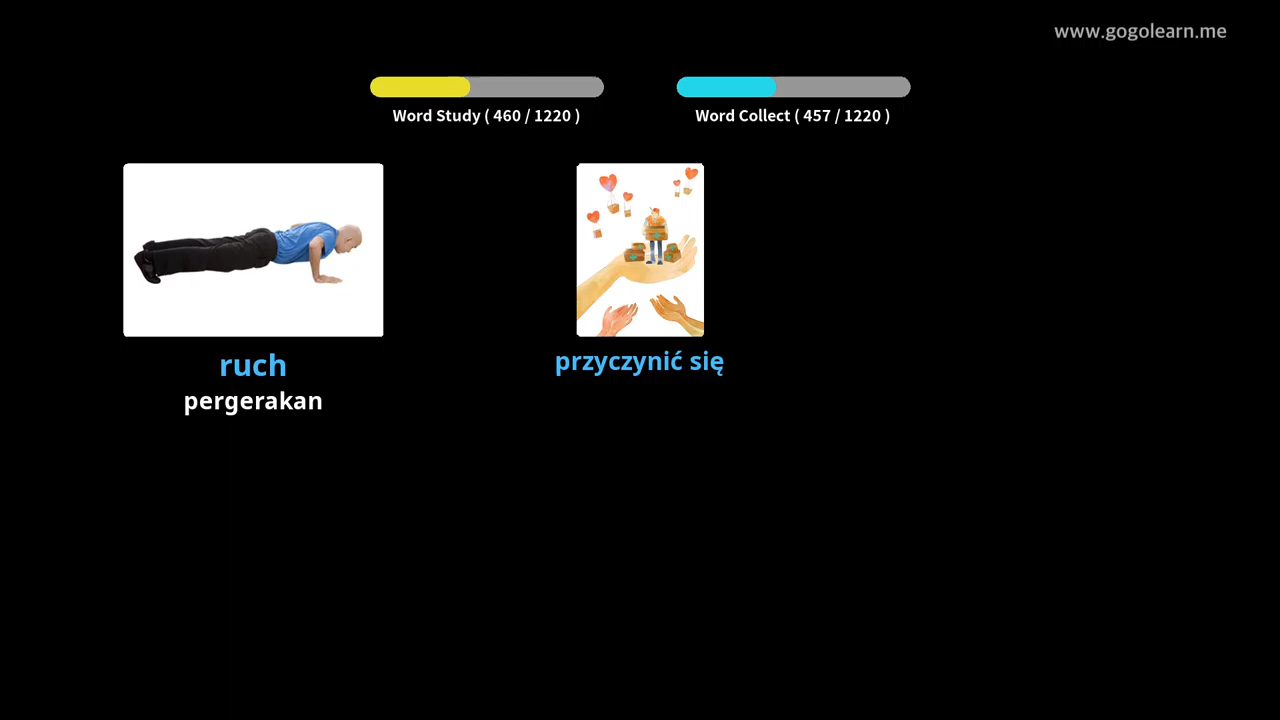 www.gogolearn.me
Word Study ( 460 / 1220 )
Word Collect ( 457 / 1220 )
ruch
pergerakan
przyczynić się